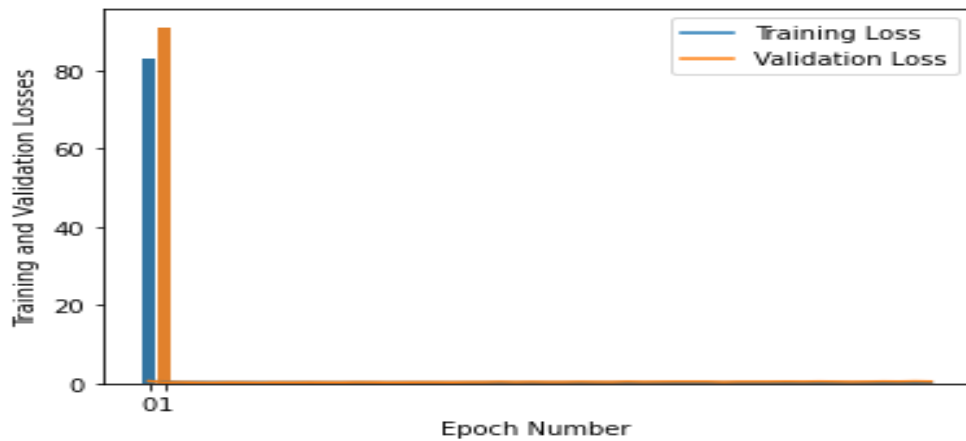 Training Loss
Validation Loss
Training and Validation Losses
80
60
40
20
0
01
Epoch Number